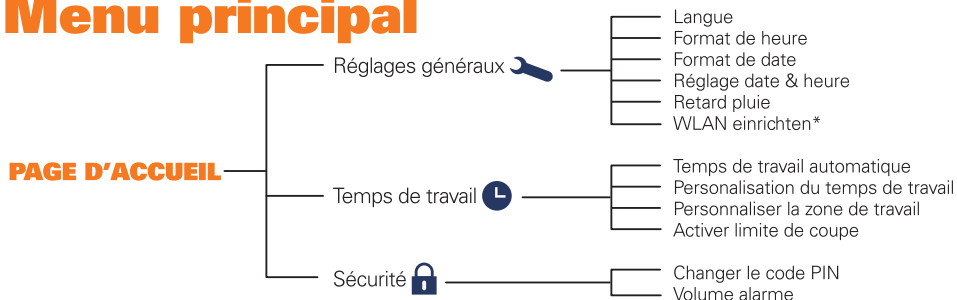 Menu principal
PAGE D'ACCUEIL
Réglages généraux
Langue
Format de heure
Format de date
Réglage date & heure
Retard pluie
WLAN einrichten*
Temps de travail
Temps de travail automatique
Personalisation du temps de travail
Personnaliser la zone de travail
Activer limite de coupe
Sécurité
Changer le code PIN
Volume alarme